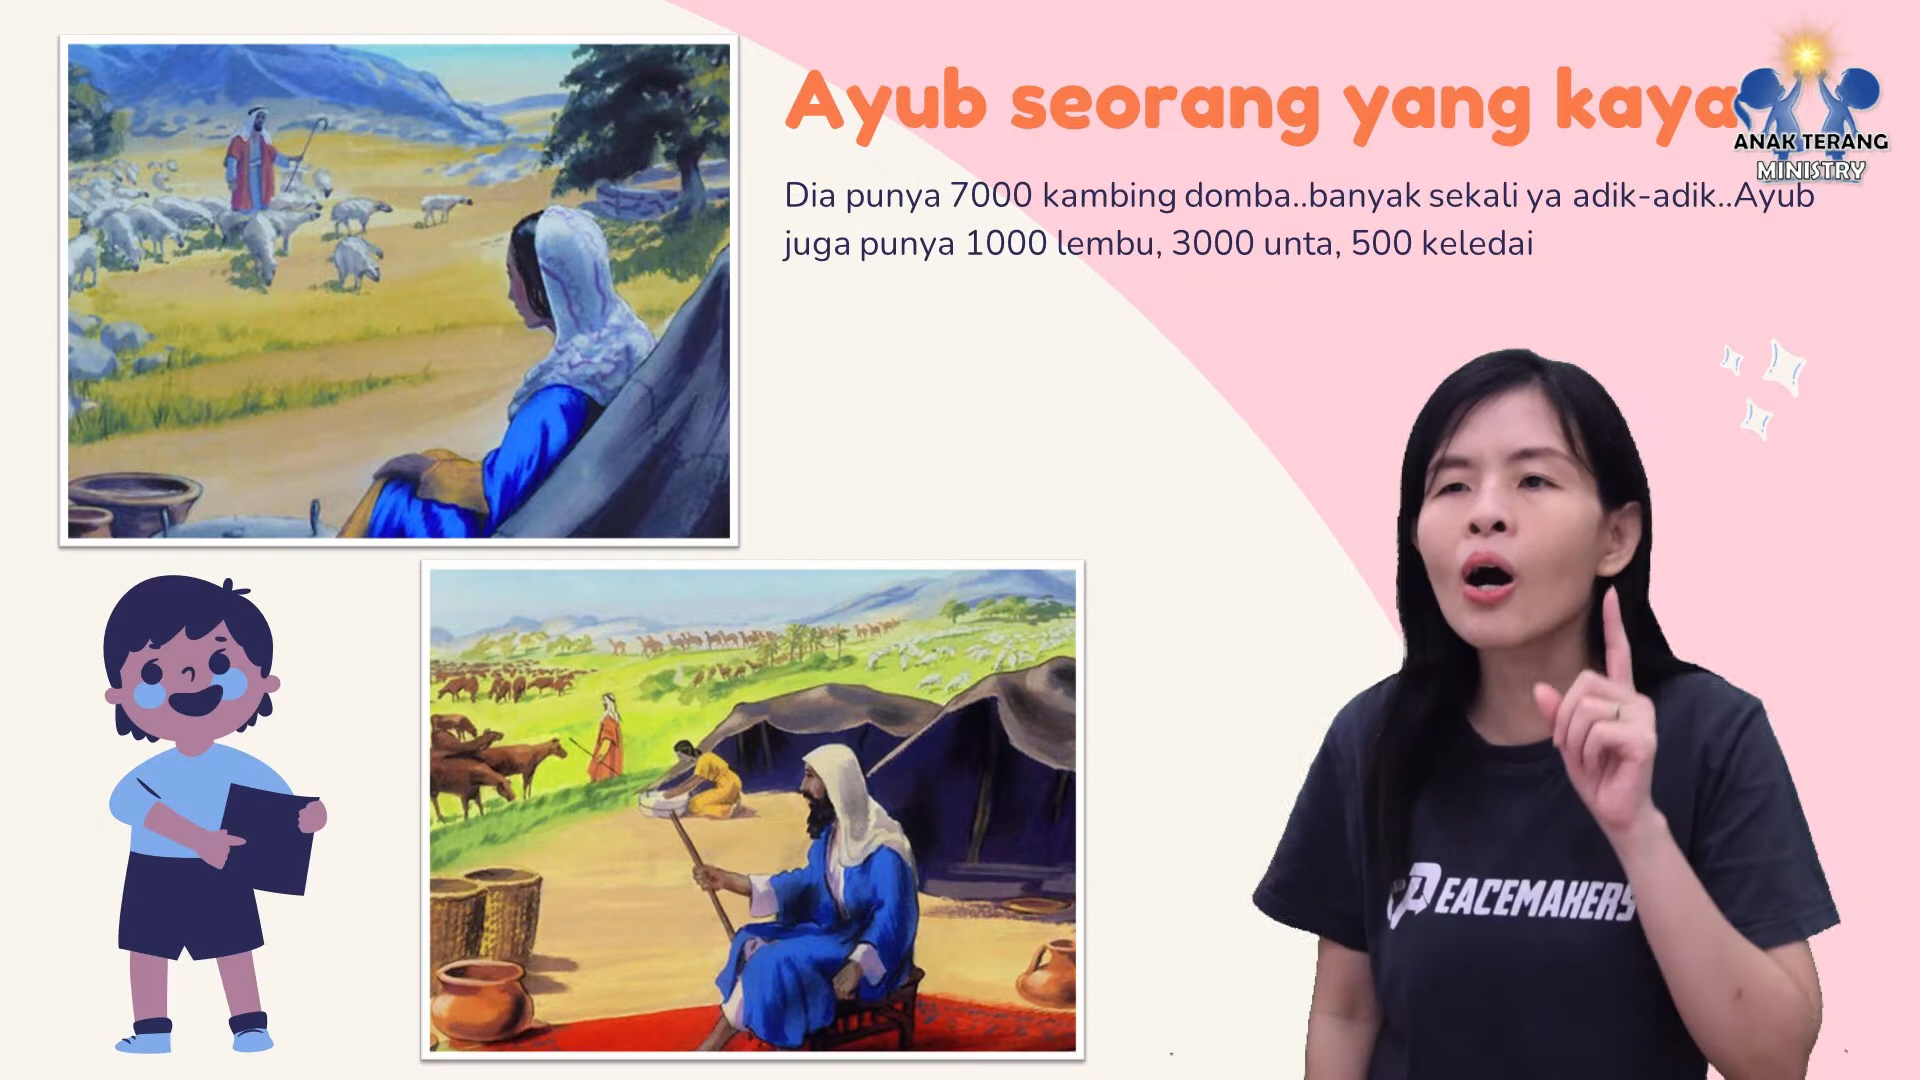 Ayub seorang yang kaya
ANAK TERANG
MINISTRY
Dia punya 7000 kambing domba..banyak sekali ya adik-adik..Ayub
juga punya 1000 lembu, 3000 unta, 500 keledai
PEACEMAKERS